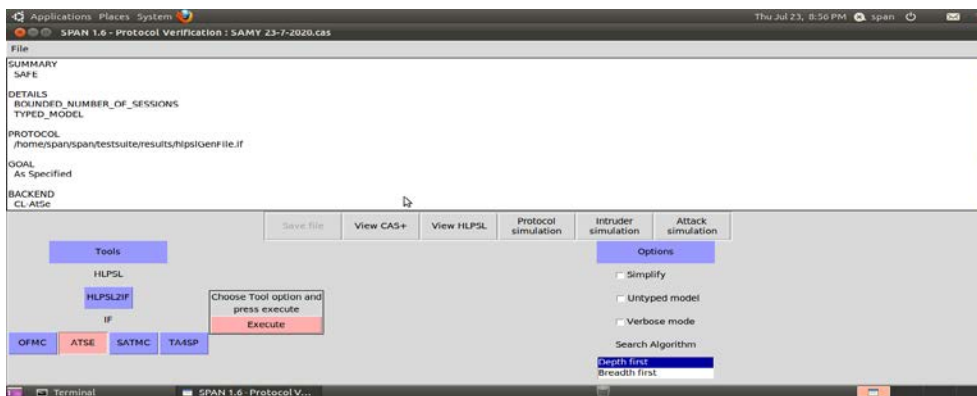 Applications Places System Thu Jul 23, 8:56 PM span
SPAN 1.6 - Protocol Verification : SAMY 23-7-2020.cas
File
SUMMARY
SAFE
DETAILS
BOUNDED_NUMBER_OF_SESSIONS
TYPED_MODEL
PROTOCOL
/home/span/span/testsuite/results/hlpslGenFile.if
GOAL
As Specified
BACKEND
CL-AtSe
Save file
View CAS+
View HLPSL
Protocol
simulation
Intruder
simulation
Attack
simulation
Tools
HLPSL
HLPSL2IF
IF
OFMC
ATSE
SATMC
TA4SP
Choose Tool option and
press execute
Execute
Options
Simplify
Untyped model
Verbose mode
Search Algorithm
Depth first
Breadth first
Terminal
SPAN 1.6 - Protocol V...